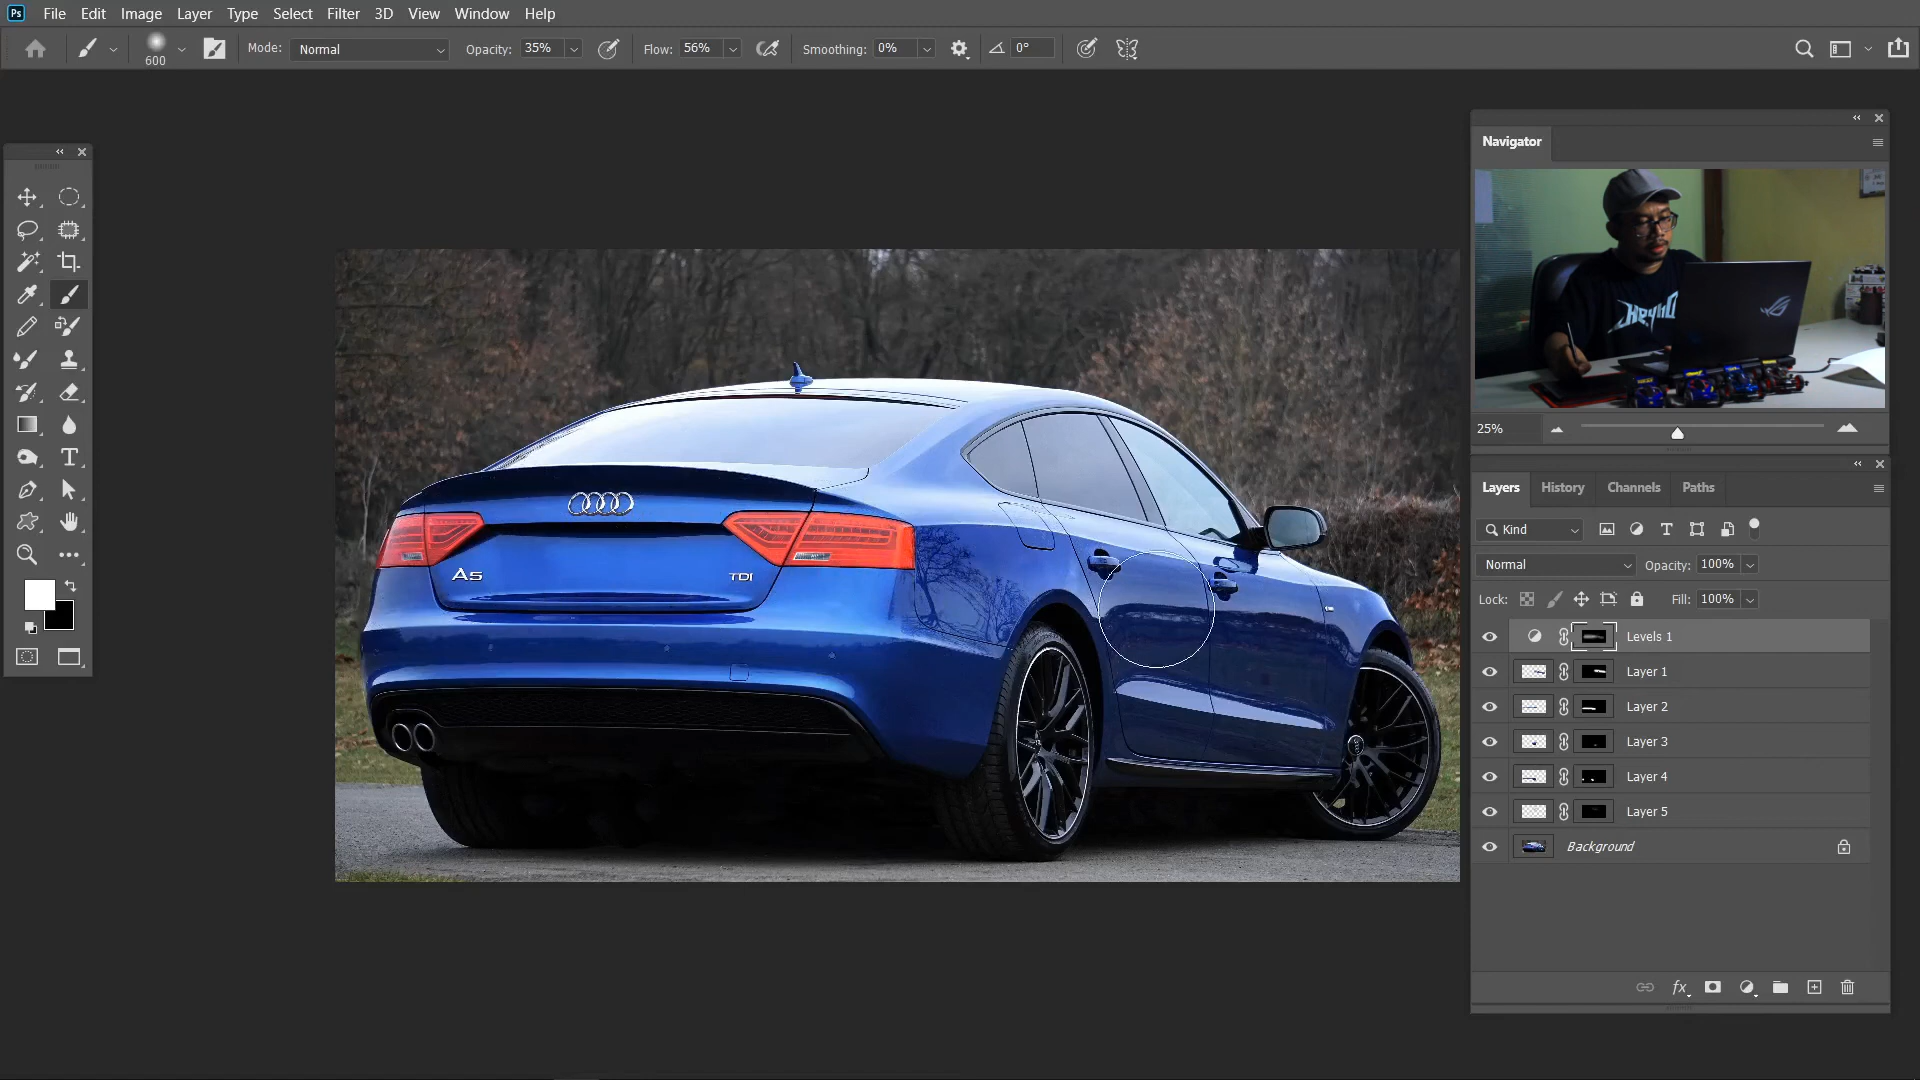 Ps File Edit Image Layer Type Select Filter 3D View Window Help
600 Mode: Normal Opacity: 35% Flow: 56% Smoothing: 0% 0°
Navigator
25%
Layers History Channels Paths
Kind
Normal Opacity: 100%
Lock: Fill: 100%
Levels 1
Layer 1
Layer 2
Layer 3
Layer 4
Layer 5
Background
fx
A5 TDI